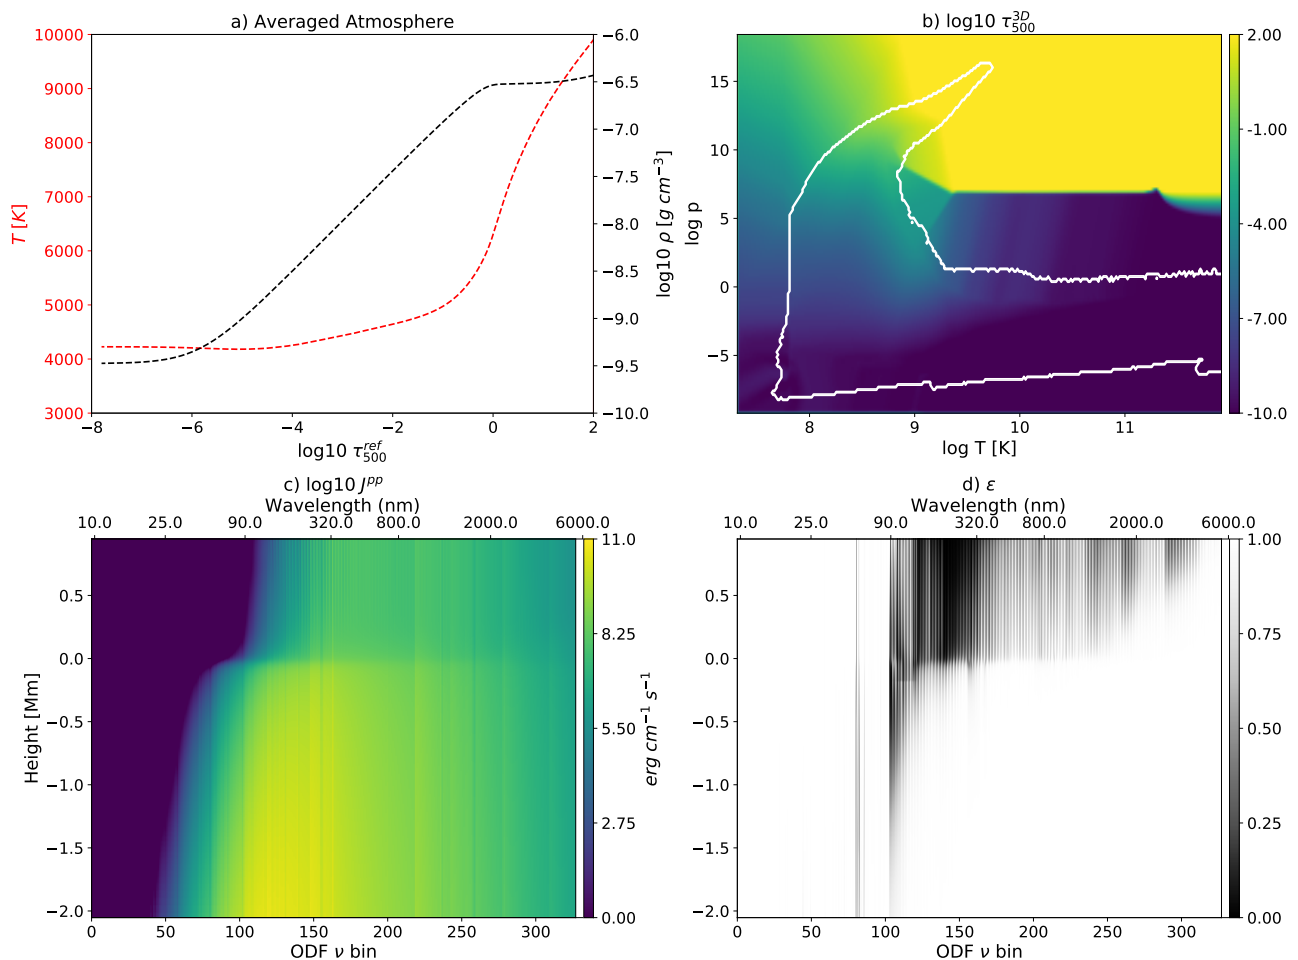 a) Averaged Atmosphere
10000
9000
8000
7000
6000
5000
4000
3000
T [K]
−6.0
−6.5
−7.0
−7.5
−8.0
−8.5
−9.0
−9.5
−10.0
log10 ρ [g cm⁻³]
−8 −6 −4 −2 0 2
log10 τ₅₀₀^ref
b) log10 τ₅₀₀^3D
15
10
5
0
−5
log p
8 9 10 11
log T [K]
2.00
-1.00
-4.00
-7.00
-10.0
c) log10 J^pp
Wavelength (nm)
10.0 25.0 90.0 320.0 800.0 2000.0 6000.0
0.5
0.0
−0.5
−1.0
−1.5
−2.0
Height [Mm]
0 50 100 150 200 250 300
ODF ν bin
11.0
8.25
5.50
2.75
0.00
erg cm⁻¹ s⁻¹
d) ε
Wavelength (nm)
10.0 25.0 90.0 320.0 800.0 2000.0 6000.0
0.5
0.0
−0.5
−1.0
−1.5
−2.0
0 50 100 150 200 250 300
ODF ν bin
1.00
0.75
0.50
0.25
0.00